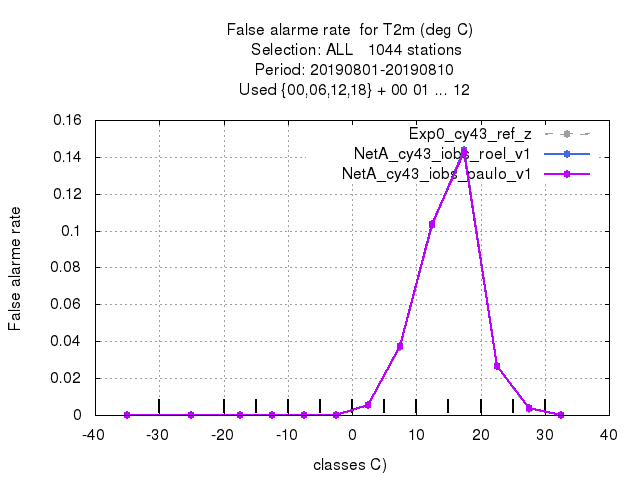 False alarme rate  for T2m (deg C)
Selection: ALL   1044 stations
Period: 20190801-20190810
Used {00,06,12,18} + 00 01 ... 12
Exp0_cy43_ref_z
NetA_cy43_iobs_roel_v1
NetA_cy43_iobs_paulo_v1
False alarme rate
0.16
0.14
0.12
0.1
0.08
0.06
0.04
0.02
0
-40 -30 -20 -10 0 10 20 30 40
classes C)